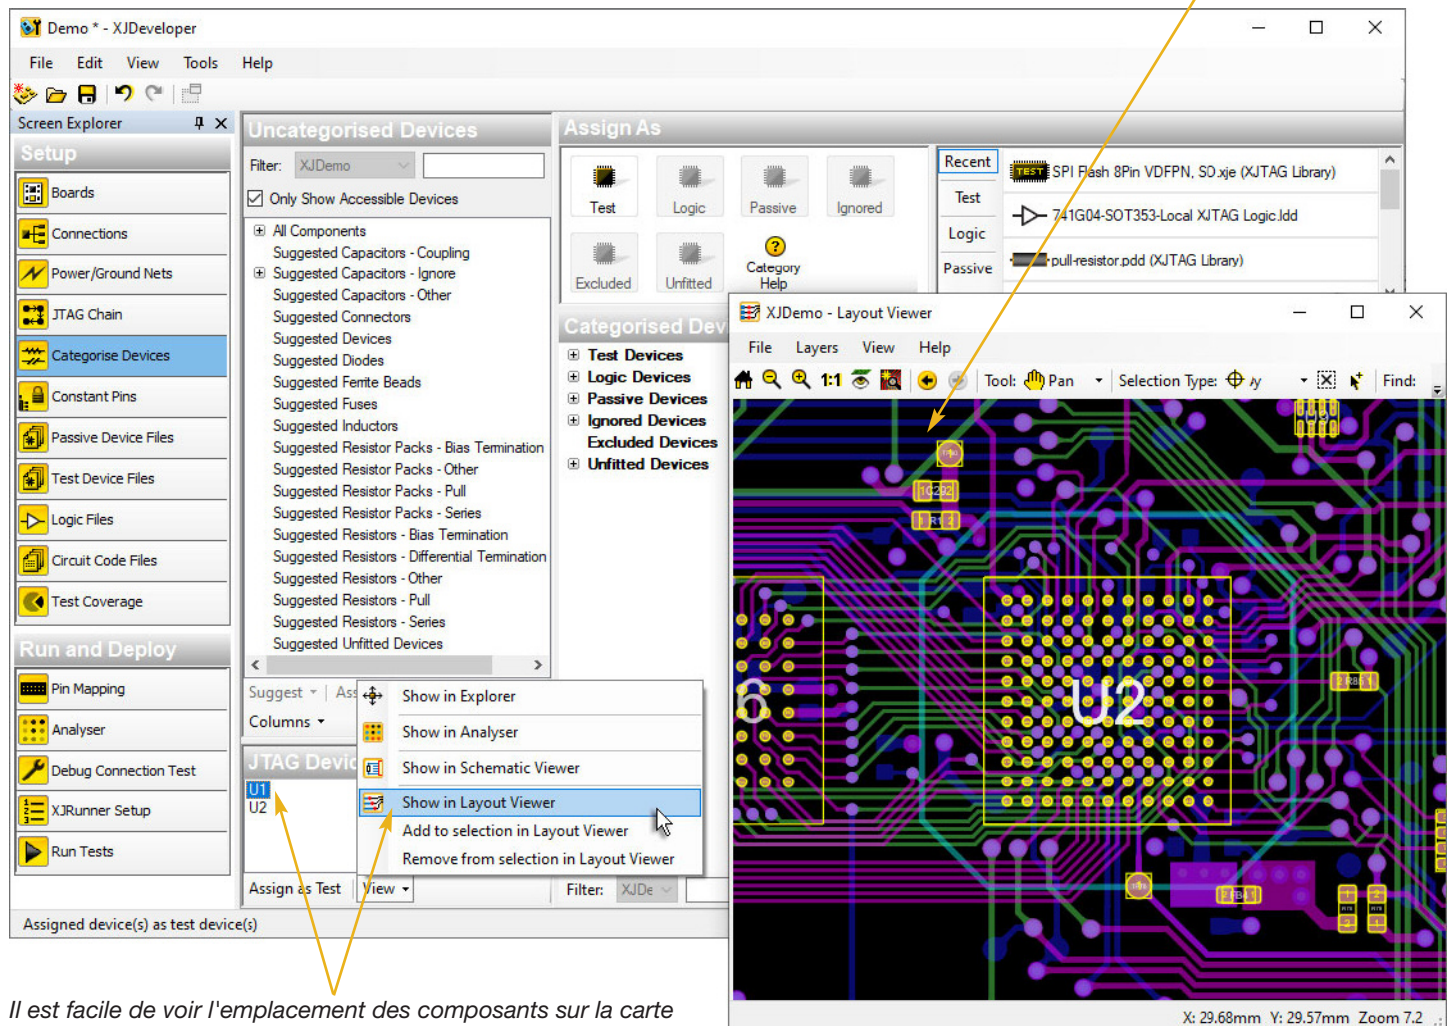 Demo * - XJDeveloper
File Edit View Tools Help
Screen Explorer
Setup
Boards
Connections
Power/Ground Nets
JTAG Chain
Categorise Devices
Constant Pins
Passive Device Files
Test Device Files
Logic Files
Circuit Code Files
Test Coverage
Run and Deploy
Pin Mapping
Analyser
Debug Connection Test
XJRunner Setup
Run Tests
Uncategorised Devices
Filter: XJDemo
Only Show Accessible Devices
All Components
Suggested Capacitors - Coupling
Suggested Capacitors - Ignore
Suggested Capacitors - Other
Suggested Connectors
Suggested Devices
Suggested Diodes
Suggested Ferrite Beads
Suggested Fuses
Suggested Inductors
Suggested Resistor Packs - Bias Termination
Suggested Resistor Packs - Other
Suggested Resistor Packs - Pull
Suggested Resistor Packs - Series
Suggested Resistors - Bias Termination
Suggested Resistors - Differential Termination
Suggested Resistors - Other
Suggested Resistors - Pull
Suggested Resistors - Series
Suggested Unfitted Devices
Suggest Ass
Columns
JTAG Devic
U1
U2
Assign as Test View
Show in Explorer
Show in Analyser
Show in Schematic Viewer
Show in Layout Viewer
Add to selection in Layout Viewer
Remove from selection in Layout Viewer
Assign As
Test Logic Passive Ignored
Excluded Unfitted Category Help
Recent
Test
Logic
Passive
TEST SPI Flash 8Pin VDFPN, SO.xje (XJTAG Library)
741G04-SOT353-Local XJTAG Logic.ldd
pull-resistor.pdd (XJTAG Library)
Categorised Dev
Test Devices
Logic Devices
Passive Devices
Ignored Devices
Excluded Devices
Unfitted Devices
Filter: XJDe
XJDemo - Layout Viewer
File Layers View Help
1:1 Tool: Pan Selection Type: Find:
U2
6
2 R85 1
2 FB4 1
X: 29.68mm Y: 29.57mm Zoom 7.2
Assigned device(s) as test device(s)
Il est facile de voir l'emplacement des composants sur la carte